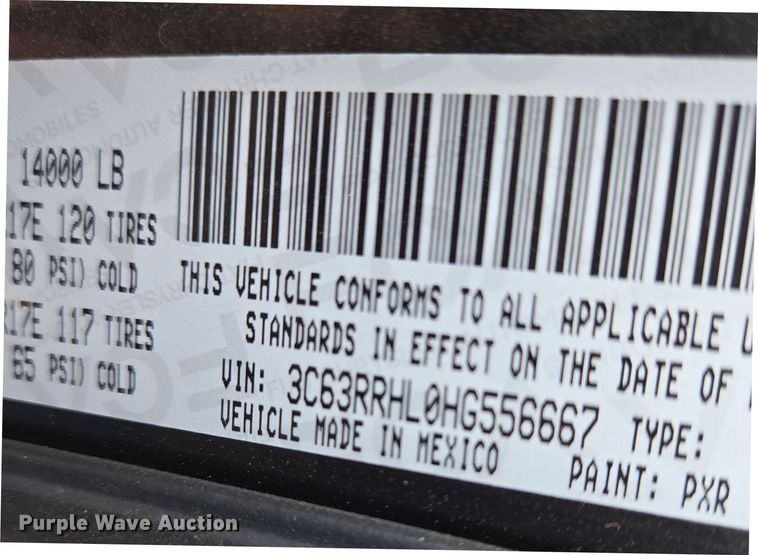 14000 LB
17E 120 TIRES
80 PSI) COLD
17E 117 TIRES
65 PSI) COLD
THIS VEHICLE CONFORMS TO ALL APPLICABLE
STANDARDS IN EFFECT ON THE DATE OF
VIN: 3C63RRHL0HG556667 TYPE:
VEHICLE MADE IN MEXICO PAINT: PXR
Purple Wave Auction